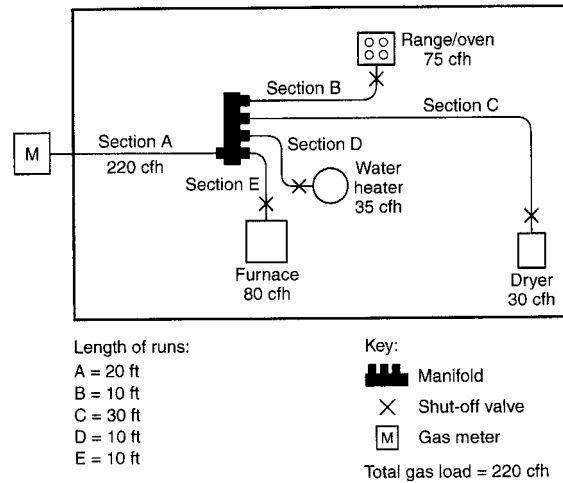 Range/oven
75 cfh
Section B
Section C
Section A
220 cfh
M
Section D
Water
heater
35 cfh
Section E
Furnace
80 cfh
Dryer
30 cfh
Length of runs:
A = 20 ft
B = 10 ft
C = 30 ft
D = 10 ft
E = 10 ft
Key:
Manifold
Shut-off valve
M Gas meter
Total gas load = 220 cfh